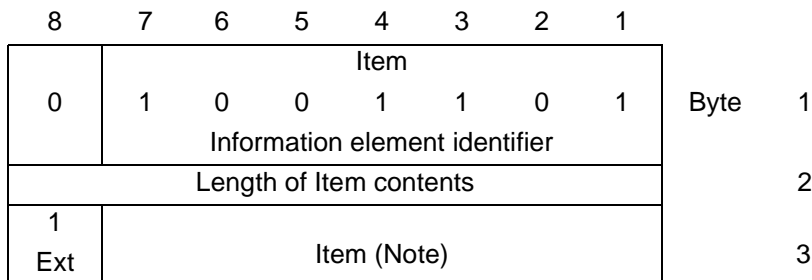 8 7 6 5 4 3 2 1
Item
0 1 0 0 1 1 0 1 Byte 1
Information element identifier
Length of Item contents 2
1
Ext Item (Note) 3